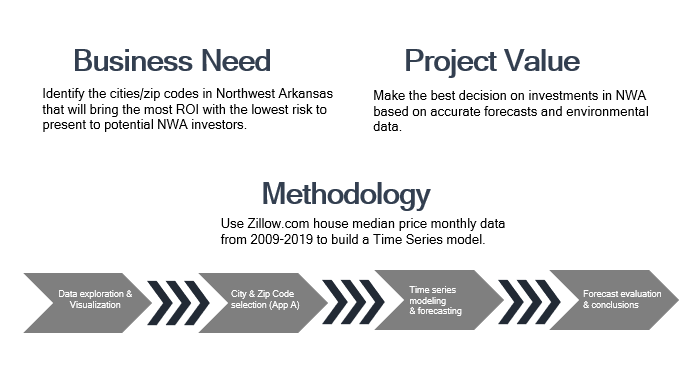 Business Need
Identify the cities/zip codes in Northwest Arkansas
that will bring the most ROI with the lowest risk to
present to potential NWA investors.
Project Value
Make the best decision on investments in NWA
based on accurate forecasts and environmental
data.
Methodology
Use Zillow.com house median price monthly data
from 2009-2019 to build a Time Series model.
Data exploration &
Visualization
City & Zip Code
selection (App A)
Time series
modeling
& forecasting
Forecast evaluation
& conclusions